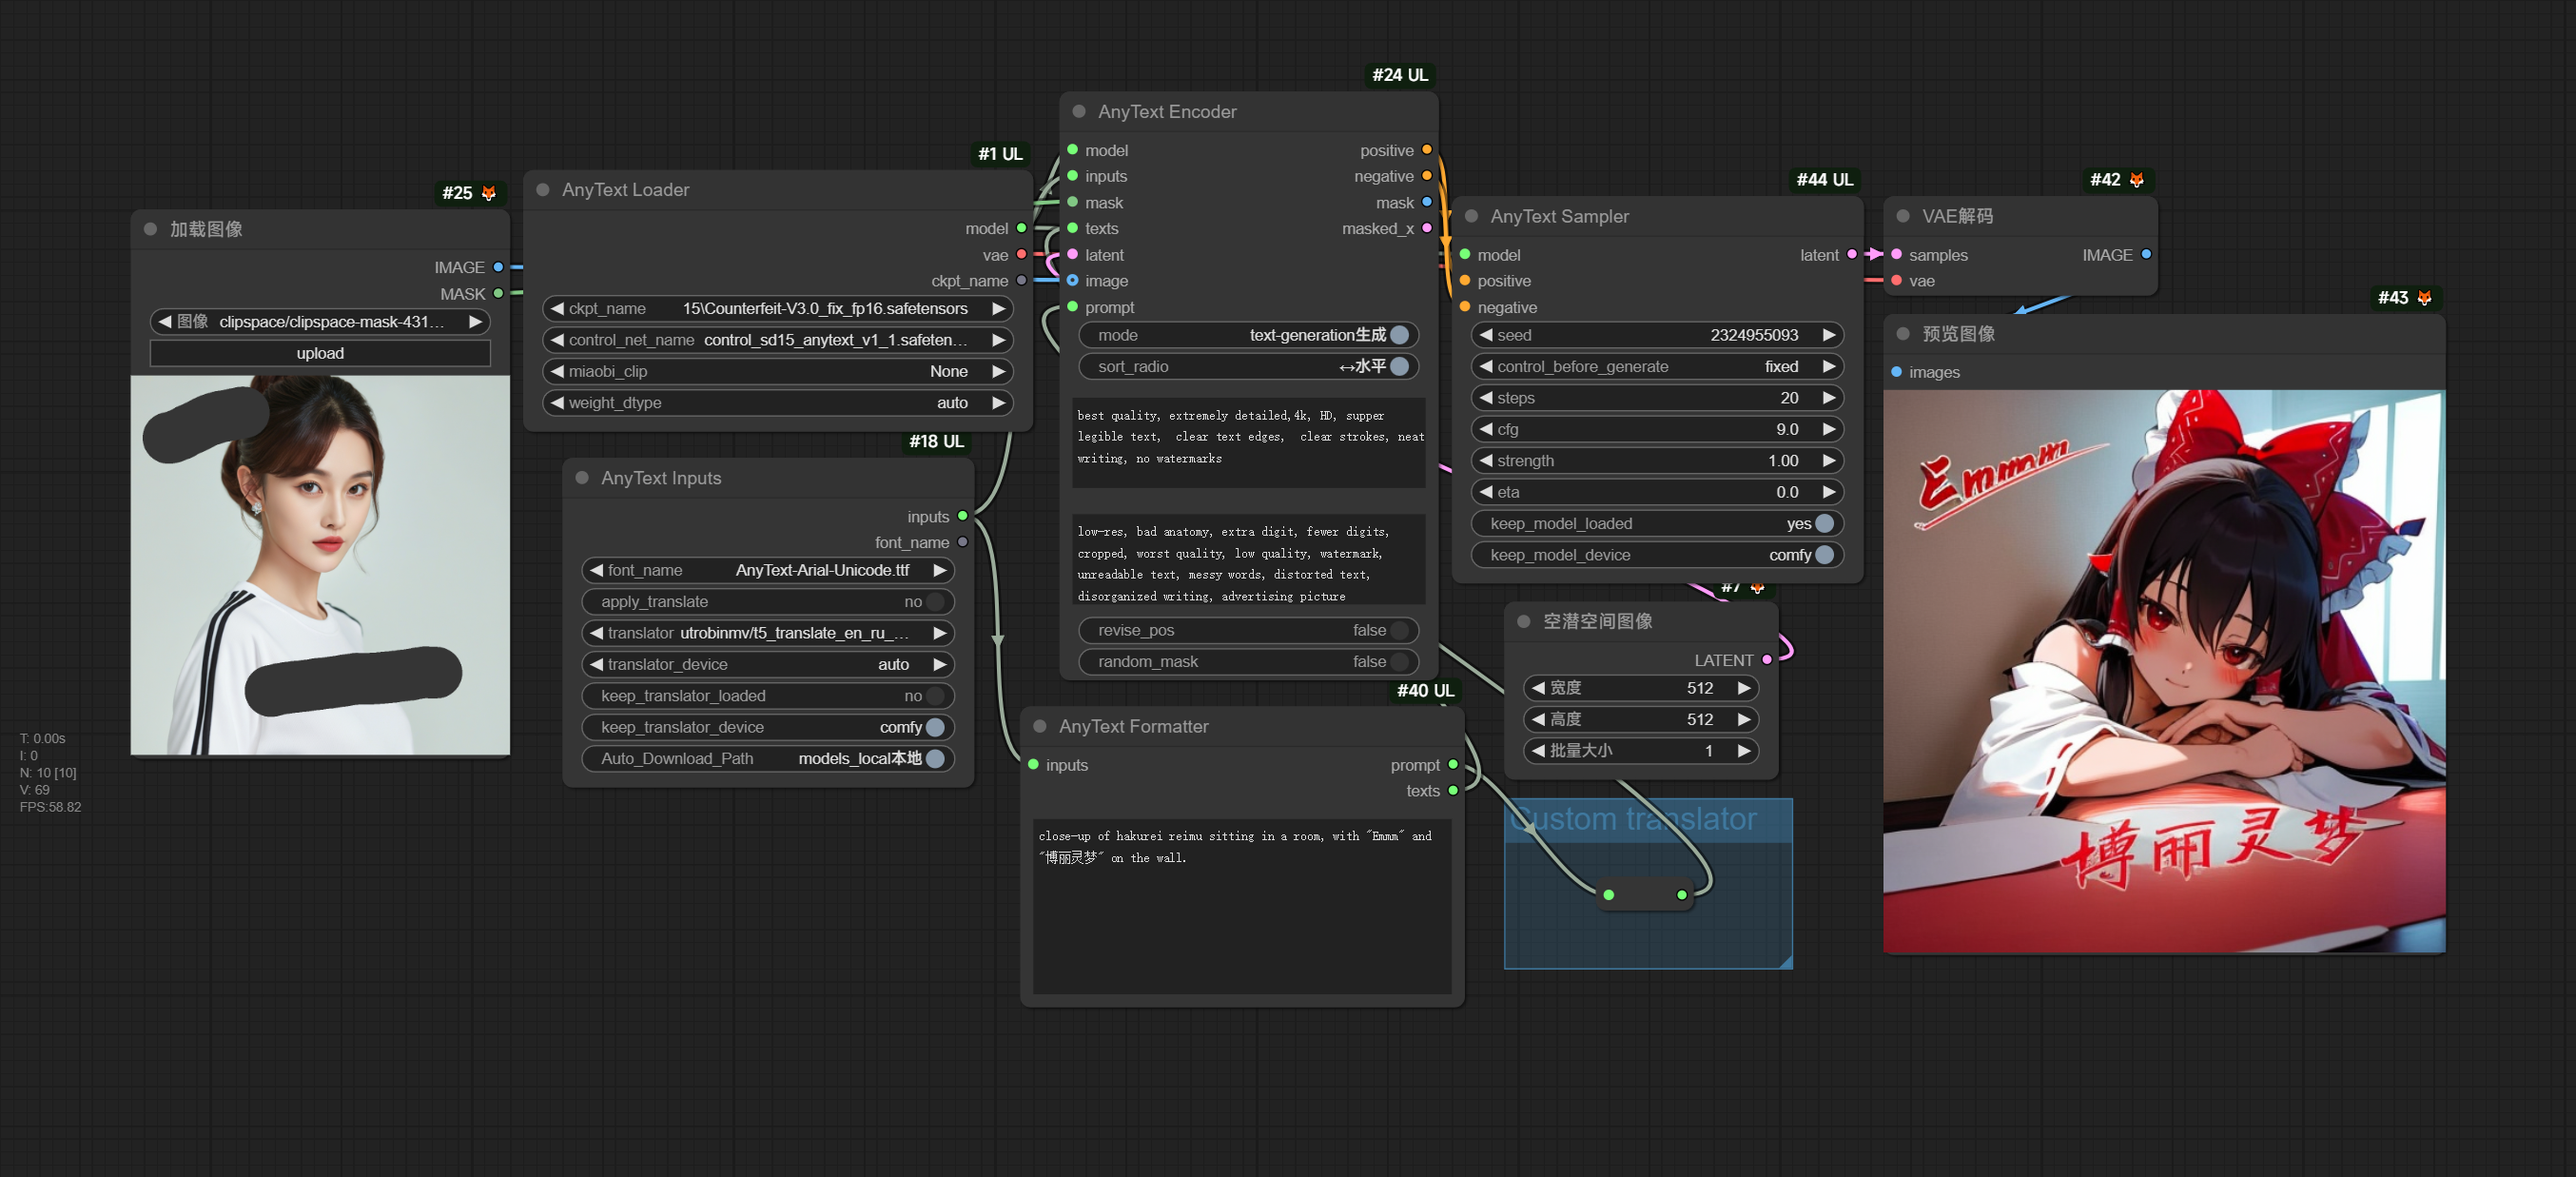 #25
加载图像
IMAGE
MASK
图像 clipspace/clipspace-mask-431...
upload
#1 UL
AnyText Loader
model
vae
ckpt_name
ckpt_name 15\Counterfeit-V3.0_fix_fp16.safetensors
control_net_name control_sd15_anytext_v1_1.safeten...
miaobi_clip None
weight_dtype auto
#18 UL
AnyText Inputs
inputs
font_name
font_name AnyText-Arial-Unicode.ttf
apply_translate no
translator utrobinmv/t5_translate_en_ru_...
translator_device auto
keep_translator_loaded no
keep_translator_device comfy
Auto_Download_Path models_local本地
#24 UL
AnyText Encoder
model positive
inputs negative
mask mask
texts masked_x
latent
image
prompt
mode text-generation生成
sort_radio ↔水平
best quality, extremely detailed,4k, HD, supper
legible text,  clear text edges,  clear strokes, neat
writing, no watermarks
low-res, bad anatomy, extra digit, fewer digits,
cropped, worst quality, low quality, watermark,
unreadable text, messy words, distorted text,
disorganized writing, advertising picture
revise_pos false
random_mask false
#40 UL
AnyText Formatter
inputs prompt
texts
close-up of hakurei reimu sitting in a room, with "Emmm" and
"博丽灵梦" on the wall.
#44 UL
AnyText Sampler
model latent
positive
negative
seed 2324955093
control_before_generate fixed
steps 20
cfg 9.0
strength 1.00
eta 0.0
keep_model_loaded yes
keep_model_device comfy
#7
空潜空间图像
LATENT
宽度 512
高度 512
批量大小 1
Custom translator
#42
VAE解码
samples IMAGE
vae
#43
预览图像
images
Emmm
博丽灵梦
T: 0.00s
I: 0
N: 10 [10]
V: 69
FPS:58.82